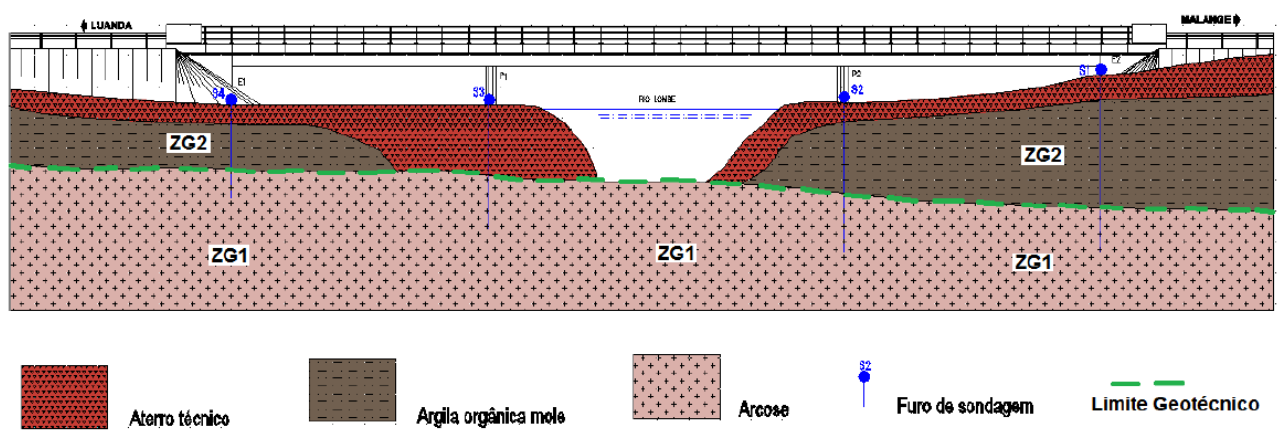 LUANDA
MALANGE
S1
E2
E1
S4
P1
S3
P2
S2
RIO LOMBE
ZG2
ZG2
ZG1
ZG1
ZG1
Aterro técnico
Argila orgânica mole
Arcose
S2
Furo de sondagem
Limite Geotécnico